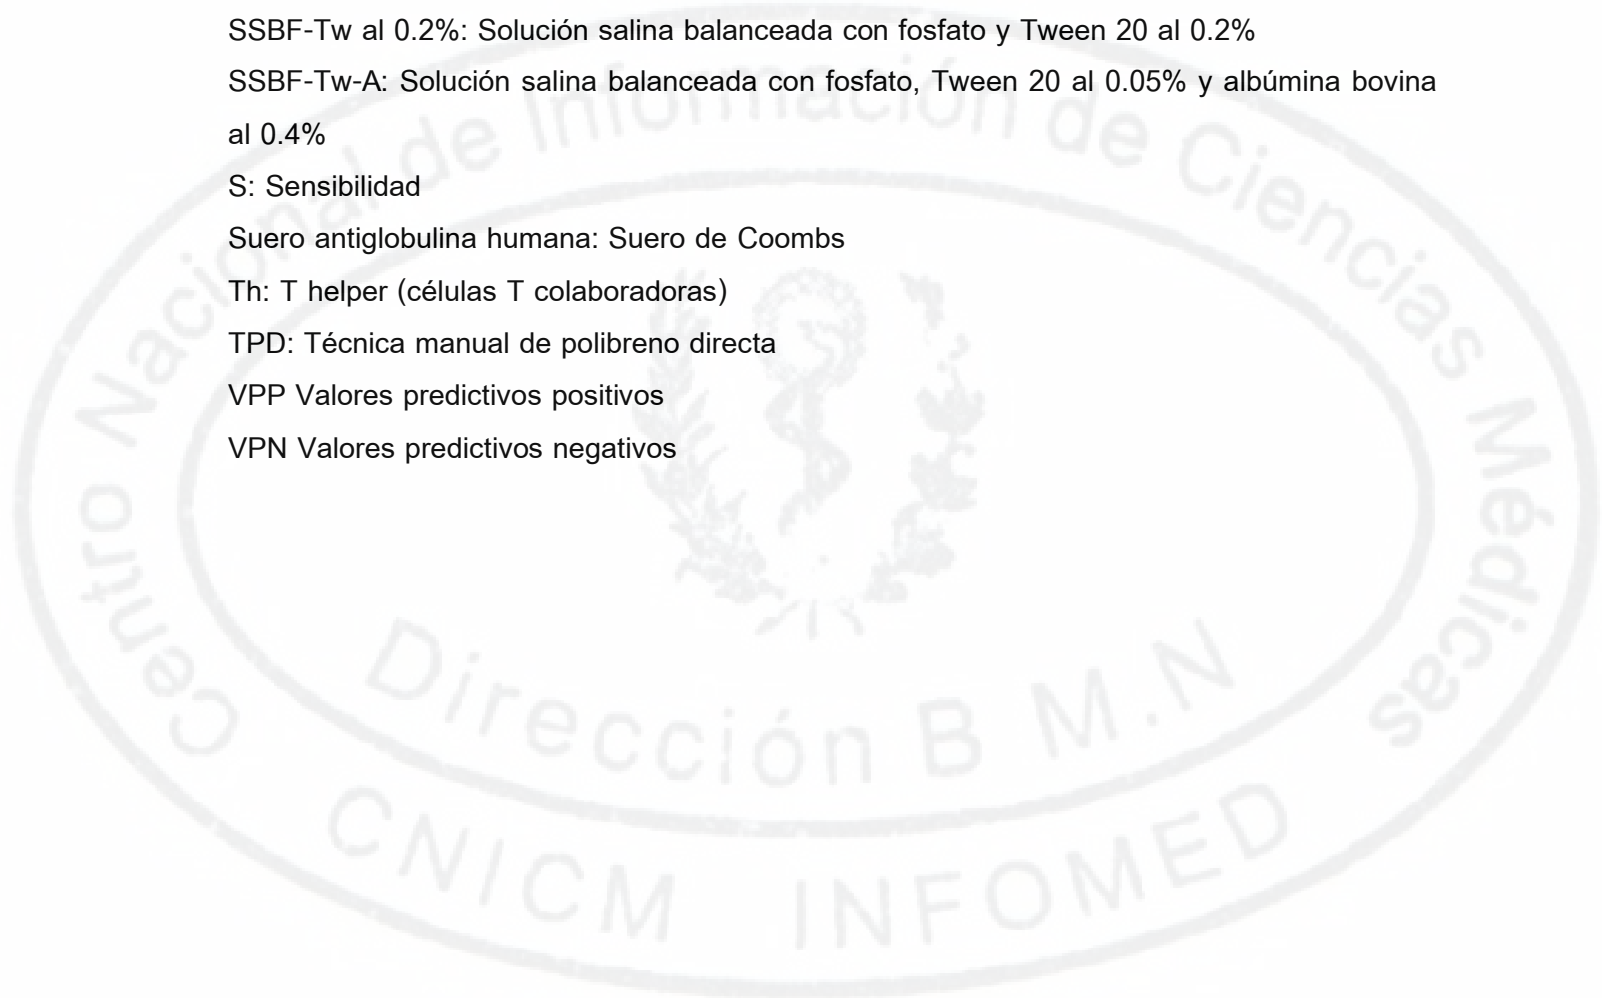 SSBF-Tw al 0.2%: Solución salina balanceada con fosfato y Tween 20 al 0.2%
SSBF-Tw-A: Solución salina balanceada con fosfato, Tween 20 al 0.05% y albúmina bovina
al 0.4%
S: Sensibilidad
Suero antiglobulina humana: Suero de Coombs
Th: T helper (células T colaboradoras)
TPD: Técnica manual de polibreno directa
VPP Valores predictivos positivos
VPN Valores predictivos negativos
Centro Nacional de Información de Ciencias Médicas
Dirección B M.N
CNICM INFOMED